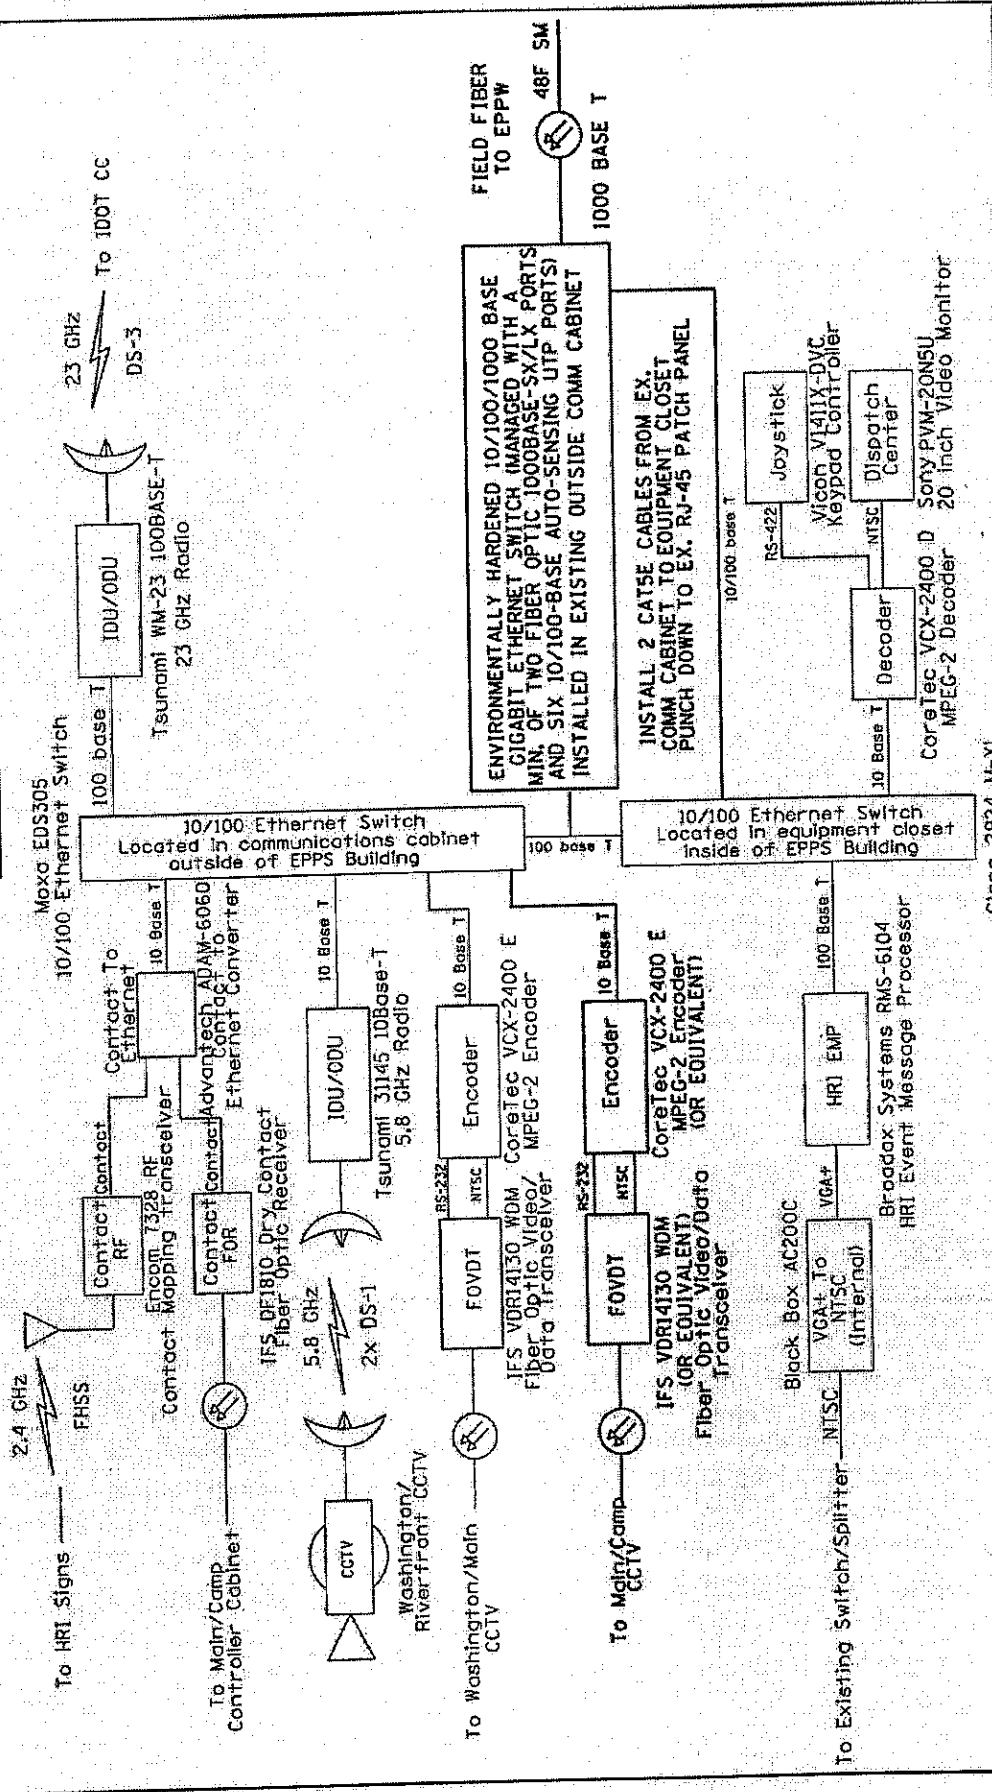 Moxa EDS305
10/100 Ethernet Switch
2.4 GHz
To HRI Signs
FHSS
Contact
RF
Contact
Encom 7328 RF
Contact Mapping Transceiver
Contact To
Ethernet
10 Base T
Advantech ADAM-6060
Contact to
Ethernet Converter
To Main/Camp
Controller Cabinet
Contact
FOR
Contact
IFS DF1810 Dry Contact
Fiber Optic Receiver
CCTV
Washington/
Riverfront CCTV
5.8 GHz
2x DS-1
IDU/ODU
10 Base T
Tsunami 31145 10Base-T
5.8 GHz Radio
To Washington/Main
CCTV
FOVDT
RS-232
NTSC
Encoder
10 Base T
IFS VDR14130 WDM
Fiber Optic Video/
Data Transceiver
CoreTec VCX-2400 E
MPEG-2 Encoder
To Main/Camp
CCTV
FOVDT
RS-232
NTSC
Encoder
10 Base T
IFS VDR14130 WDM
(OR EQUIVALENT)
Fiber Optic Video/Data
Transceiver
CoreTec VCX-2400 E
MPEG-2 Encoder
(OR EQUIVALENT)
To Existing Switch/Splitter
NTSC
Black Box AC200C
VGA+ To
NTSC
(Internal)
VGA+
HRI EMP
100 Base T
Broadax Systems RMS-6104
HRI Event Message Processor
10/100 Ethernet Switch
Located in communications cabinet
outside of EPPS Building
100 base T
10/100 Ethernet Switch
Located in equipment closet
inside of EPPS Building
100 base T
IDU/ODU
Tsunami WM-23 100BASE-T
23 GHz Radio
23 GHz
DS-3
To IDOT CC
ENVIRONMENTALLY HARDENED 10/100/1000 BASE
GIGABIT ETHERNET SWITCH (MANAGED WITH A
MIN. OF TWO FIBER OPTIC 1000BASE-SX/LX PORTS
AND SIX 10/100-BASE AUTO-SENSING UTP PORTS)
INSTALLED IN EXISTING OUTSIDE COMM CABINET
FIELD FIBER
TO EPPW
48F SM
1000 BASE T
INSTALL 2 CAT5E CABLES FROM EX.
COMM CABINET TO EQUIPMENT CLOSET
PUNCH DOWN TO EX. RJ-45 PATCH PANEL
10/100 base T
10 Base T
Decoder
RS-422
NTSC
Joystick
Vicon V1411X-DVC
Keypad Controller
Dispatch
Center
CoreTec VCX-2400 D
MPEG-2 Decoder
Sony PVM-20N5U
20 inch Video Monitor